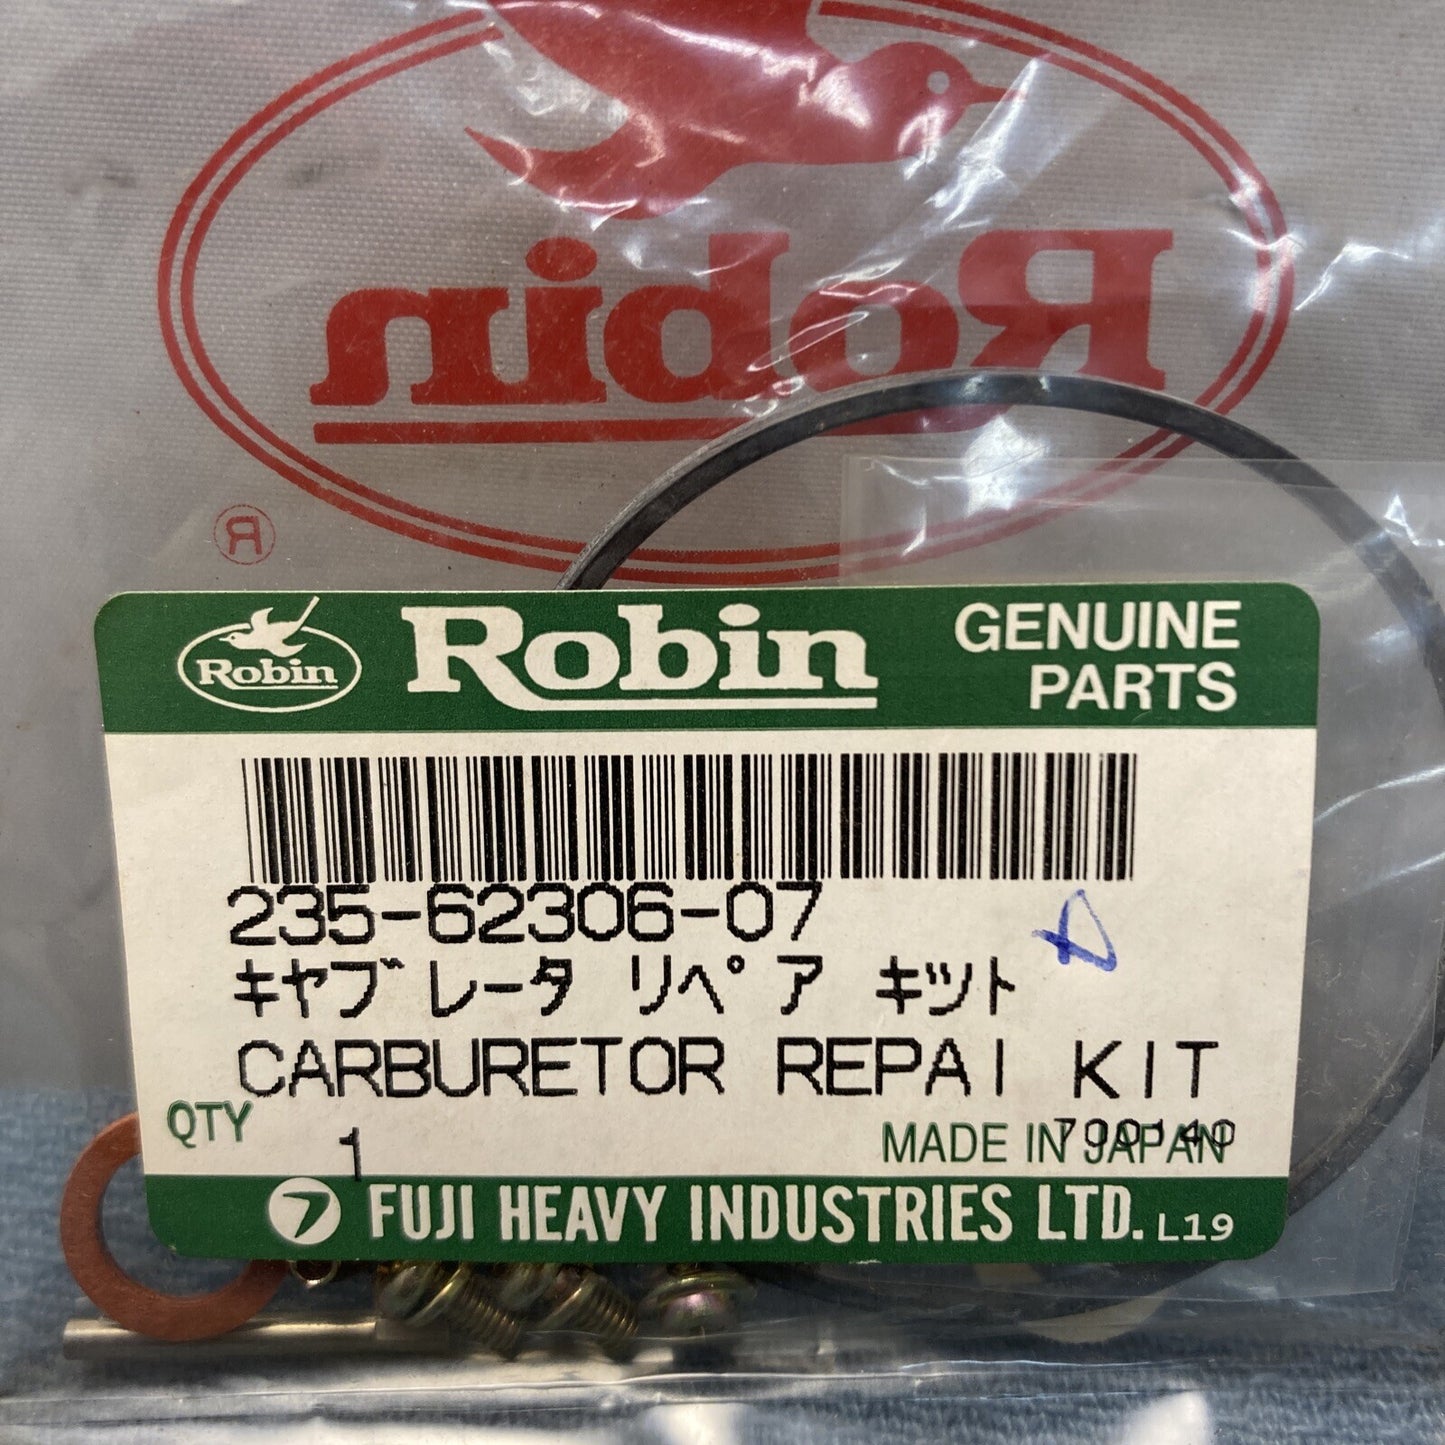 Robin
®
Robin
Robin
GENUINE
PARTS
235-62306-07
キャブレータ リペア キット
CARBURETOR REPAI KIT
QTY
1
MADE IN JAPAN
700140
FUJI HEAVY INDUSTRIES LTD. L19